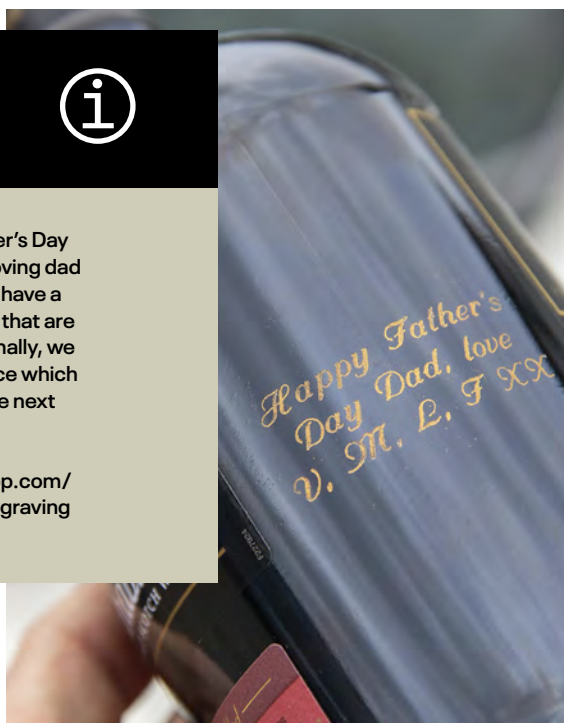 er's Day
ving dad
have a
that are
nally, we
ce which
e next
p.com/
graving
Happy Father's
Day Dad, love
V. M. L. F XX